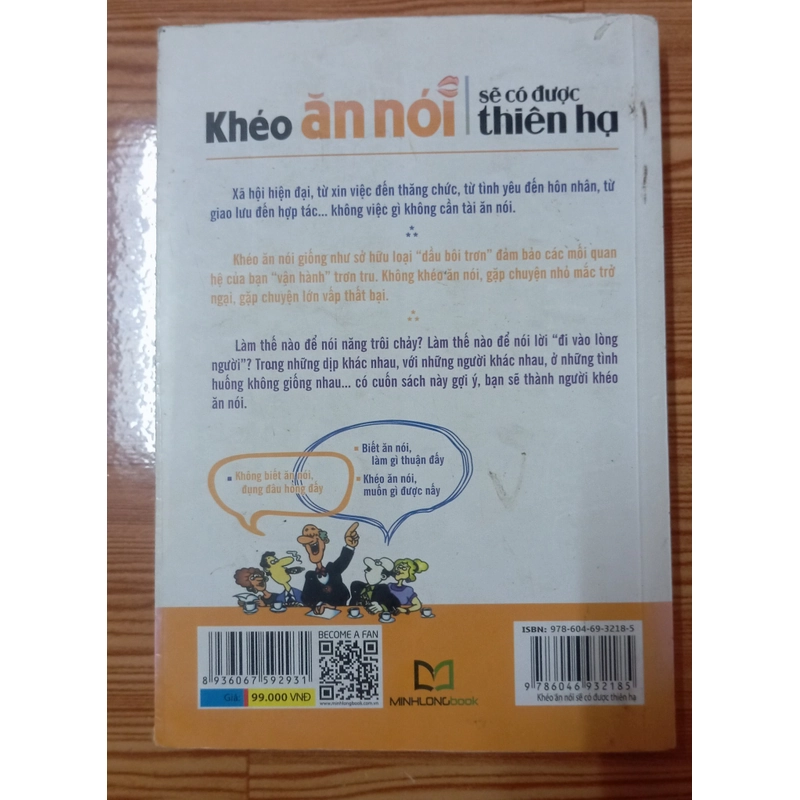 Khéo ăn nói sẽ có được
thiên hạ
Xã hội hiện đại, từ xin việc đến thăng chức, từ tình yêu đến hôn nhân, từ
giao lưu đến hợp tác... không việc gì không cần tài ăn nói.
Khéo ăn nói giống như sở hữu loại “dầu bôi trơn” đảm bảo các mối quan
hệ của bạn “vận hành” trơn tru. Không khéo ăn nói, gặp chuyện nhỏ mắc trở
ngại, gặp chuyện lớn vấp thất bại.
Làm thế nào để nói năng trôi chảy? Làm thế nào để nói lời “đi vào lòng
người”? Trong những dịp khác nhau, với những người khác nhau, ở những tình
huống không giống nhau... có cuốn sách này gợi ý, bạn sẽ thành người khéo
ăn nói.
Biết ăn nói,
làm gì thuận đấy
Không biết ăn nói,
đụng đâu hỏng đấy
Khéo ăn nói,
muốn gì được nấy
8 936067 592931
Giá: 99.000 VNĐ
BECOME A FAN
www.minhlongbook.com.vn
MINHLONGbook
ISBN: 978-604-69-3218-5
9 786046 932185
Khéo ăn nói sẽ có được thiên hạ